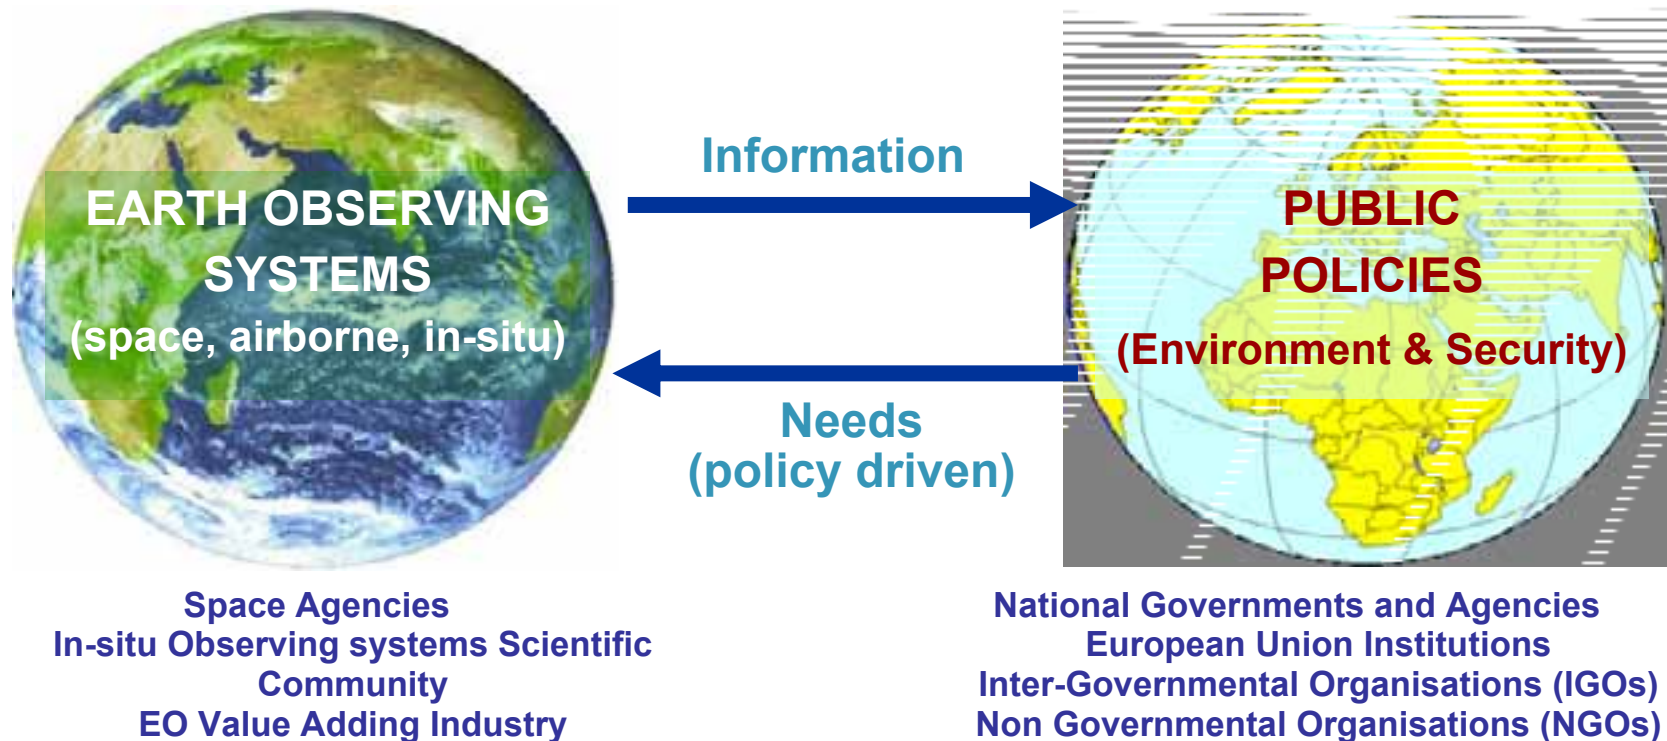 EARTH OBSERVING
SYSTEMS
(space, airborne, in-situ)
Information
Needs
(policy driven)
PUBLIC
POLICIES
(Environment & Security)
Space Agencies
In-situ Observing systems Scientific
Community
EO Value Adding Industry
National Governments and Agencies
European Union Institutions
Inter-Governmental Organisations (IGOs)
Non Governmental Organisations (NGOs)